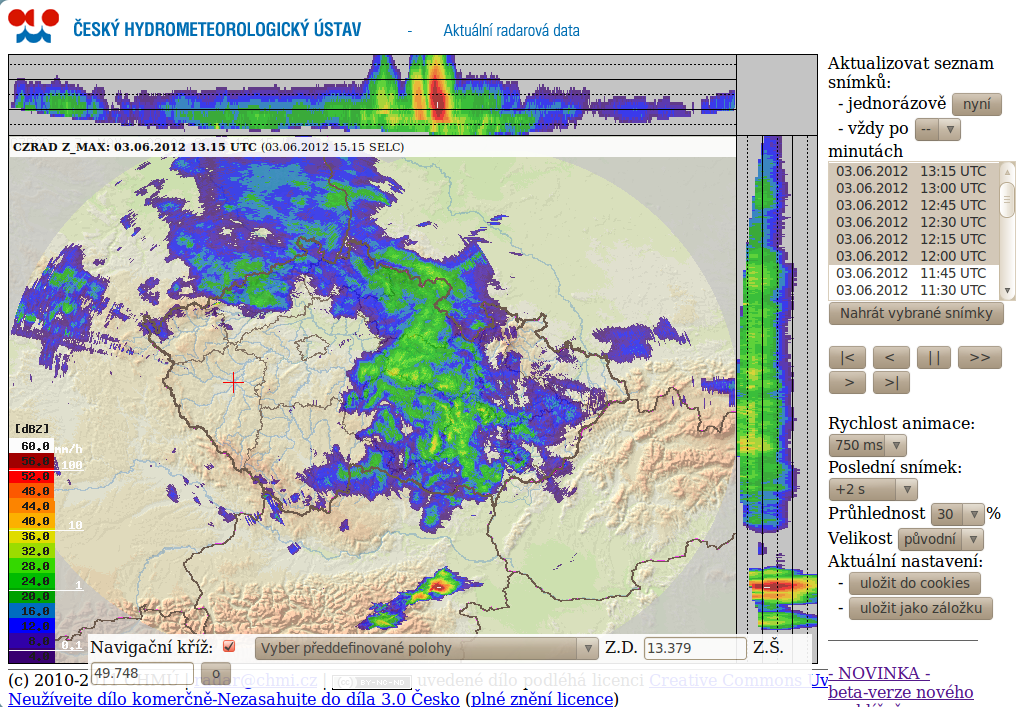 ČESKÝ HYDROMETEOROLOGICKÝ ÚSTAV - Aktuální radarová data
CZRAD Z_MAX: 03.06.2012 13.15 UTC (03.06.2012 15.15 SELC)
[dBZ]
60.0 mm/h
56.0 100
52.0
48.0
44.0
40.0 10
36.0
32.0
28.0
24.0 1
20.0
16.0
12.0
8.0 0,1
Navigační kříž: Vyber předdefinované polohy Z.D. 13.379 Z.Š.
49.748 o
(c) 2010-2 ČHMÚ | radar@chmi.cz | uvedené dílo podléhá licenci Creative Commons Uv
Neužívejte dílo komerčně-Nezasahujte do díla 3.0 Česko (plné znění licence)
Aktualizovat seznam
snímků:
- jednorázově nyní
- vždy po --
minutách
03.06.2012 13:15 UTC
03.06.2012 13:00 UTC
03.06.2012 12:45 UTC
03.06.2012 12:30 UTC
03.06.2012 12:15 UTC
03.06.2012 12:00 UTC
03.06.2012 11:45 UTC
03.06.2012 11:30 UTC
Nahrát vybrané snímky
|< < || >>
> >|
Rychlost animace:
750 ms
Poslední snímek:
+2 s
Průhlednost 30 %
Velikost původní
Aktuální nastavení:
- uložit do cookies
- uložit jako záložku
- NOVINKA -
beta-verze nového